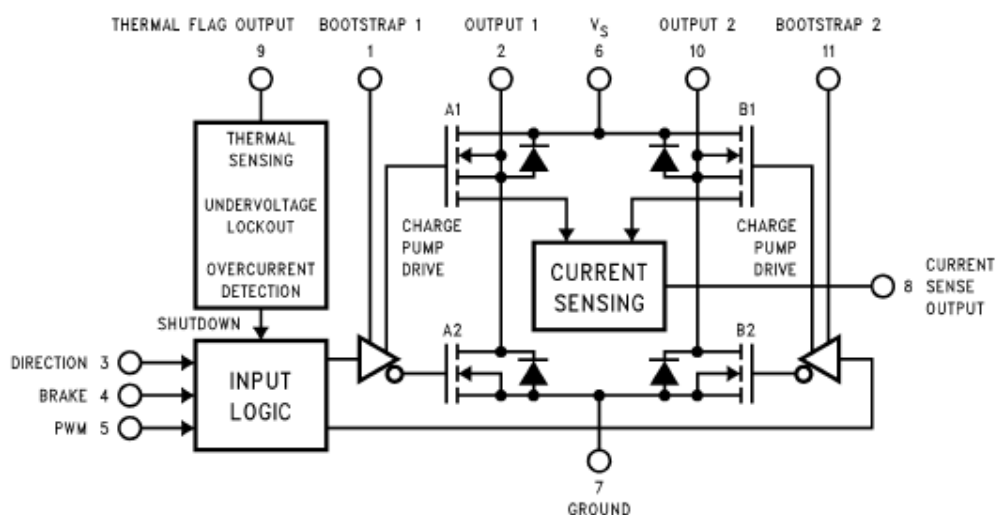 THERMAL FLAG OUTPUT
9
BOOTSTRAP 1
1
OUTPUT 1
2
VS
6
OUTPUT 2
10
BOOTSTRAP 2
11
A1
B1
THERMAL
SENSING
UNDERVOLTAGE
LOCKOUT
OVERCURRENT
DETECTION
CHARGE
PUMP
DRIVE
CURRENT
SENSING
CHARGE
PUMP
DRIVE
8 CURRENT
SENSE
OUTPUT
SHUTDOWN
A2
B2
DIRECTION 3
BRAKE 4
PWM 5
INPUT
LOGIC
7
GROUND